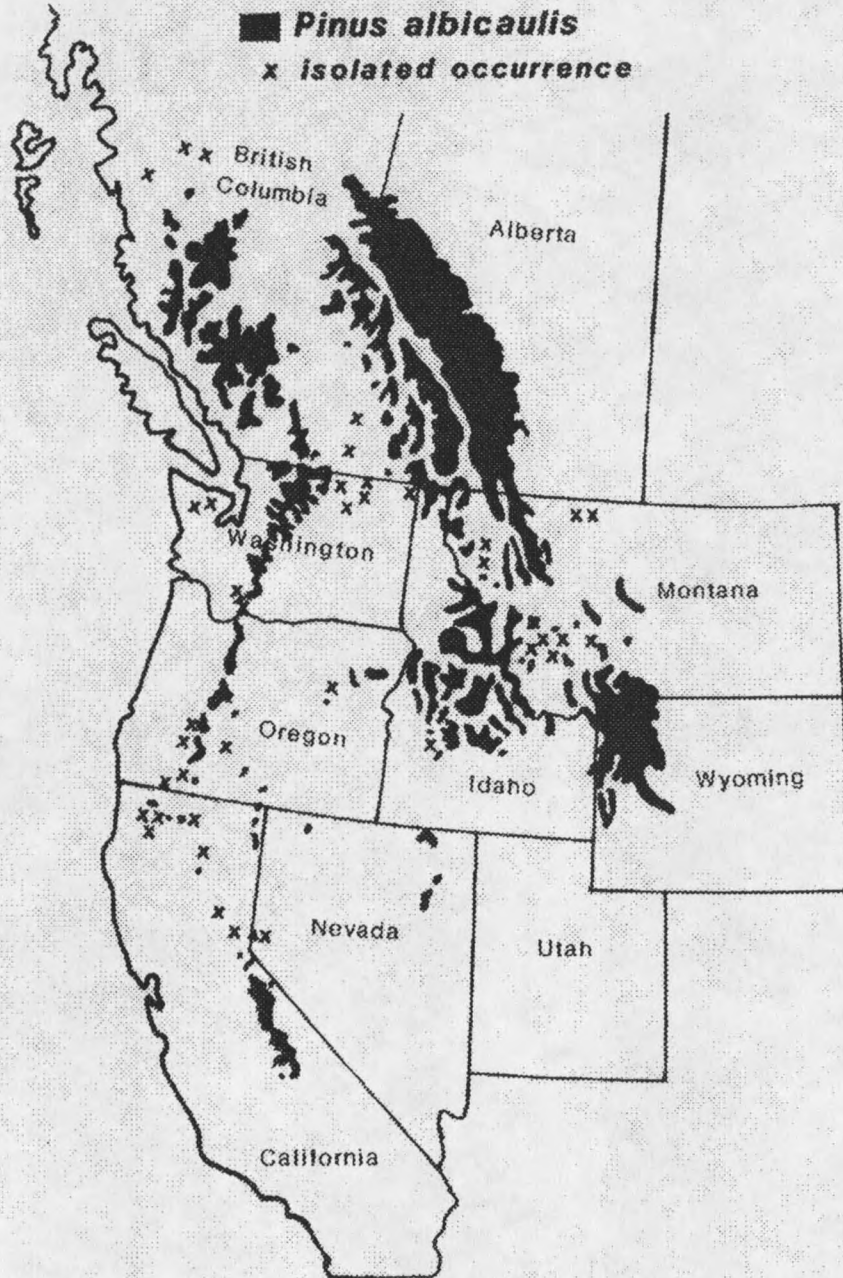 Pinus albicaulis
x isolated occurrence
British
Columbia
Alberta
Washington
Montana
Oregon
Idaho
Wyoming
Nevada
Utah
California